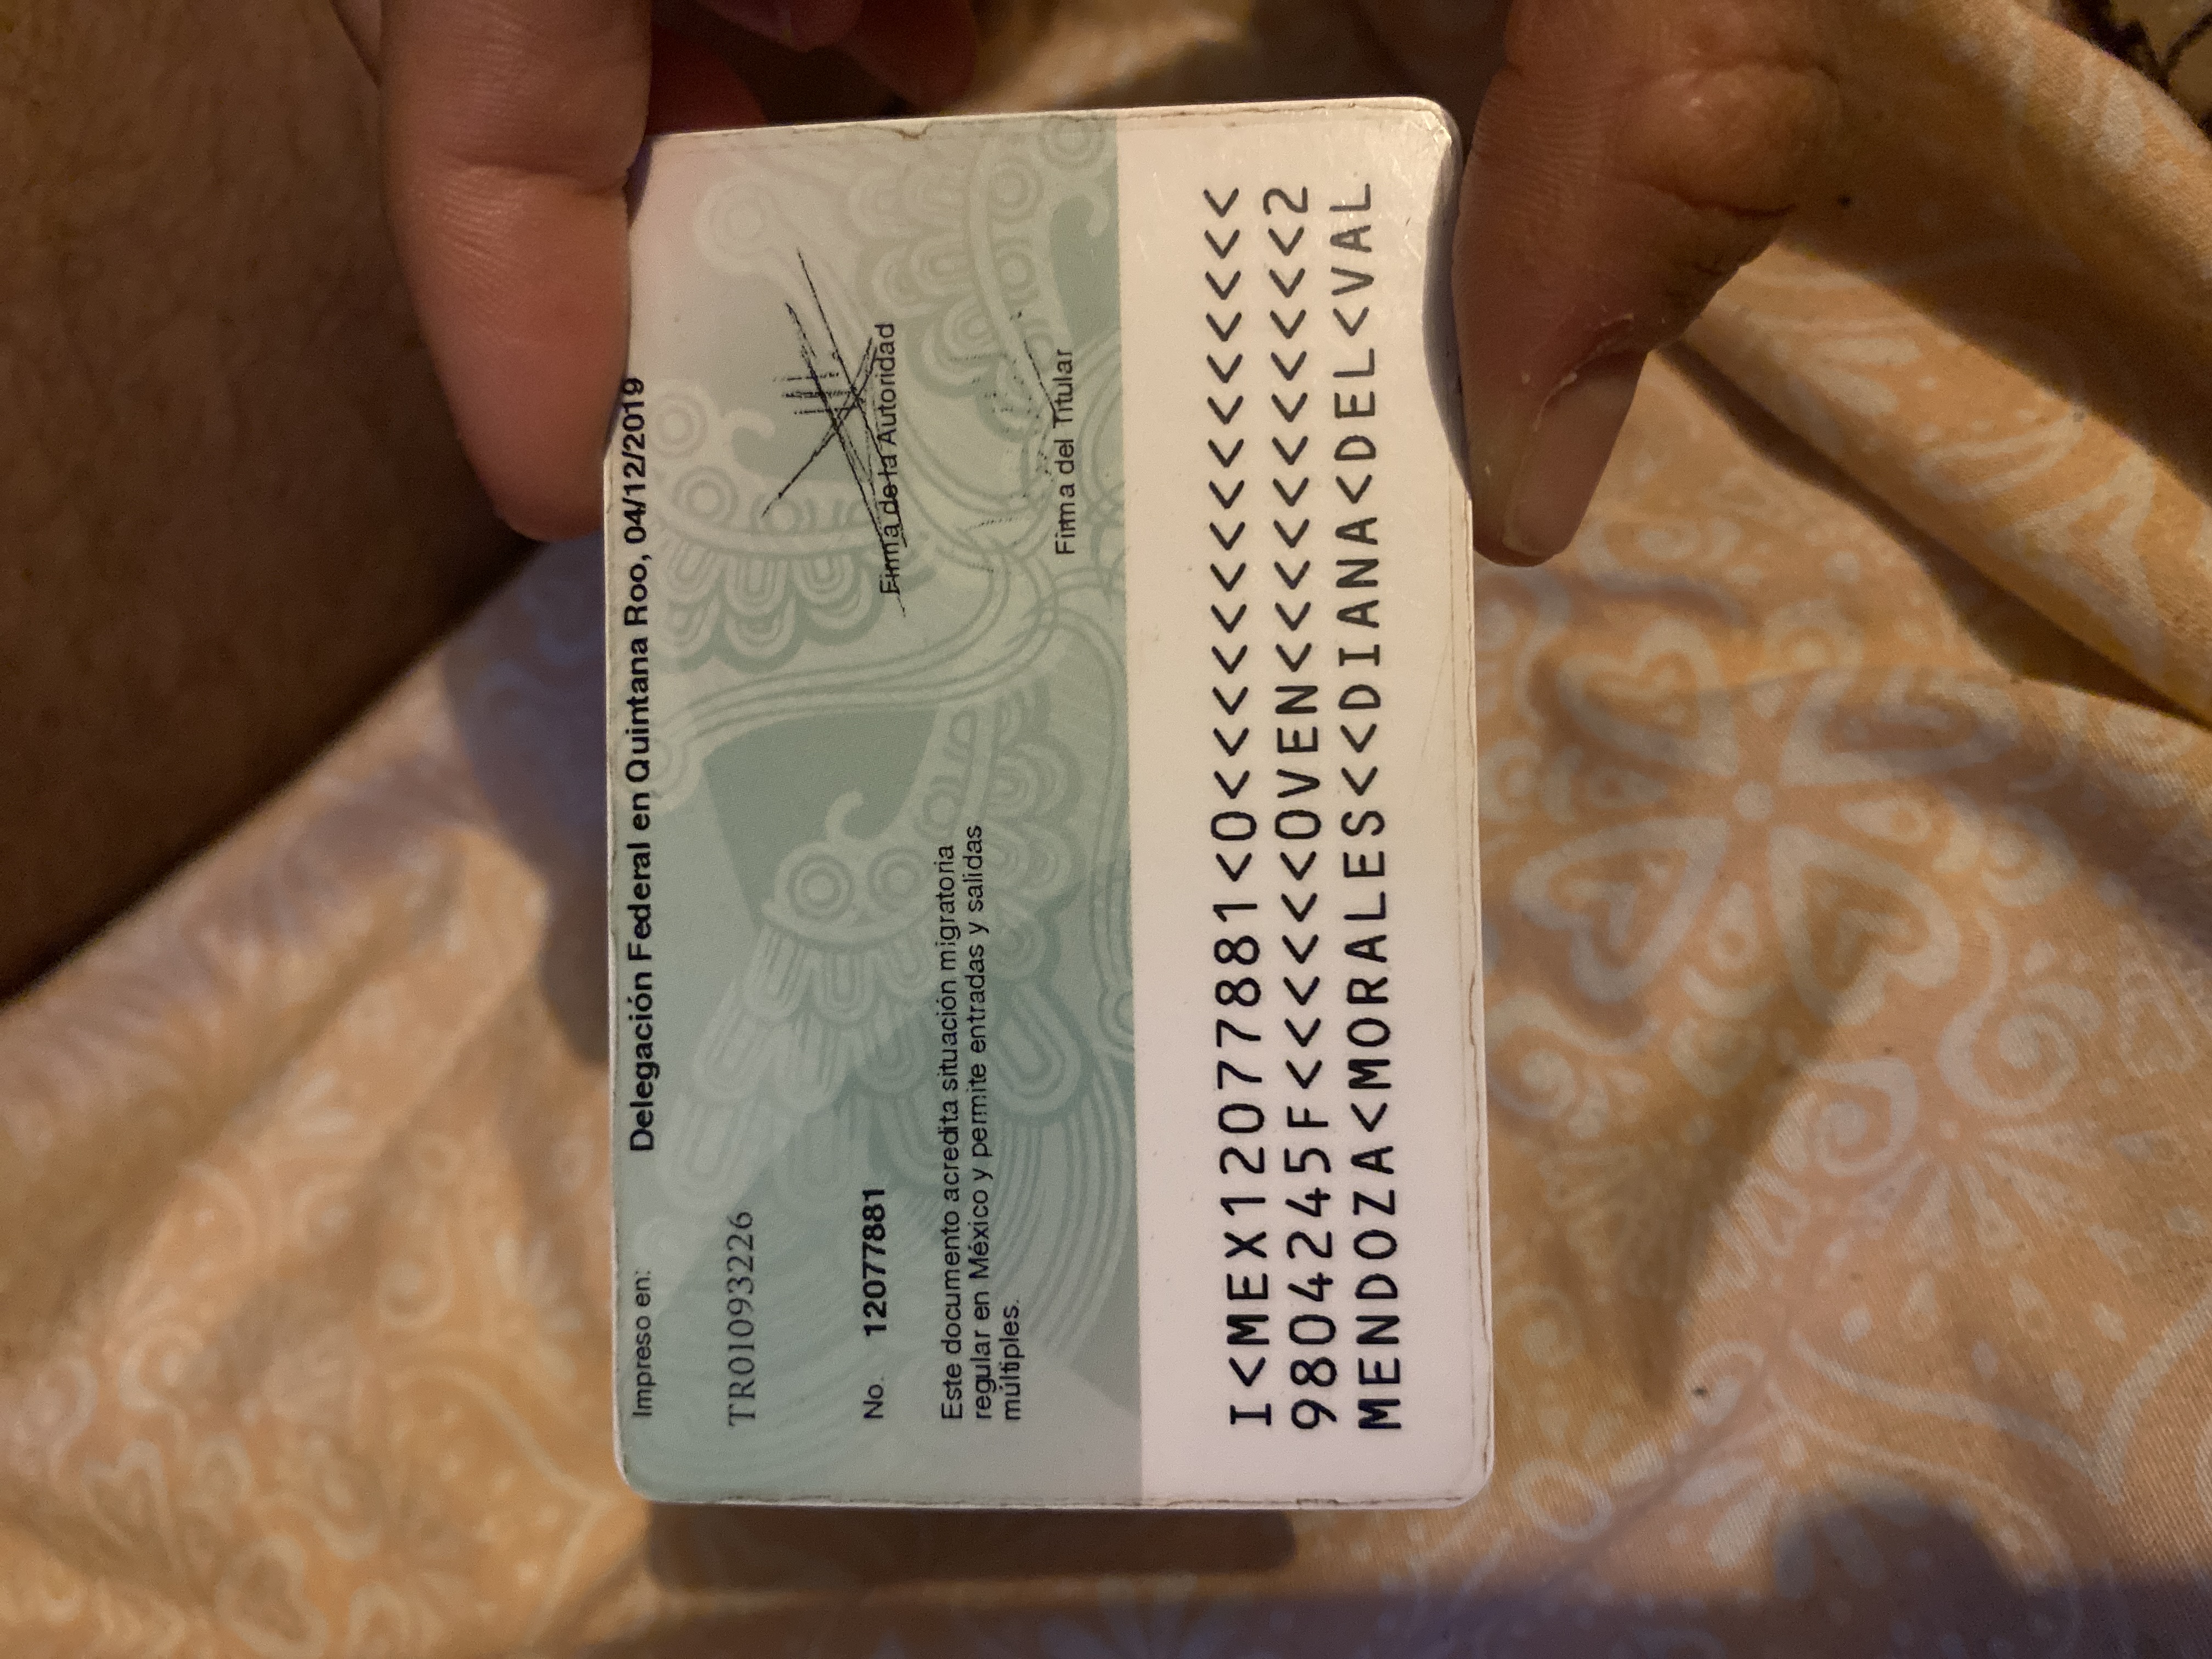 Impreso en: Delegación Federal en Quintana Roo, 04/12/2019
TR01093226
No. 12077881
Firma de la Autoridad
Este documento acredita situación migratoria
regular en México y permite entradas y salidas
múltiples.
Firma del Titular
I<MEX12077881<0<<<<<<<<<<<<<<<
9804245F<<<<<<0VEN<<<<<<<<<<<2
MENDOZA<MORALES<<DIANA<DEL<VAL